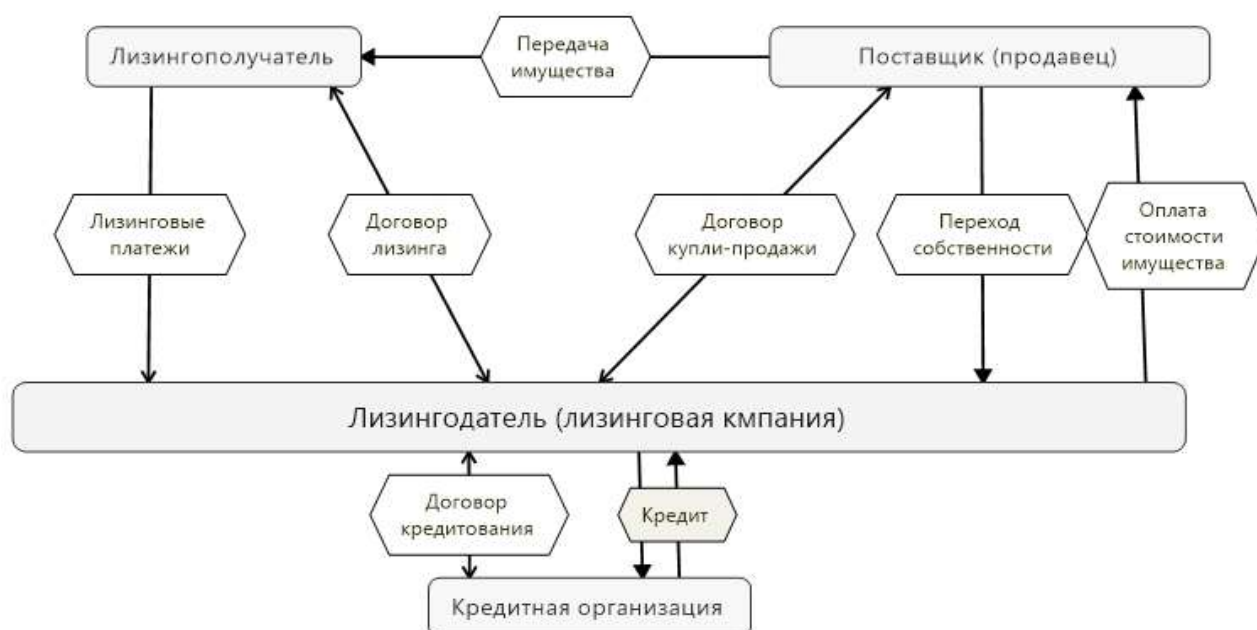 Передача
имущества
Лизингополучатель
Поставщик (продавец)
Лизинговые
платежи
Договор
лизинга
Договор
купли-продажи
Переход
собственности
Оплата
стоимости
имущества
Лизингодатель (лизинговая кмпания)
Договор
кредитования
Кредит
Кредитная организация